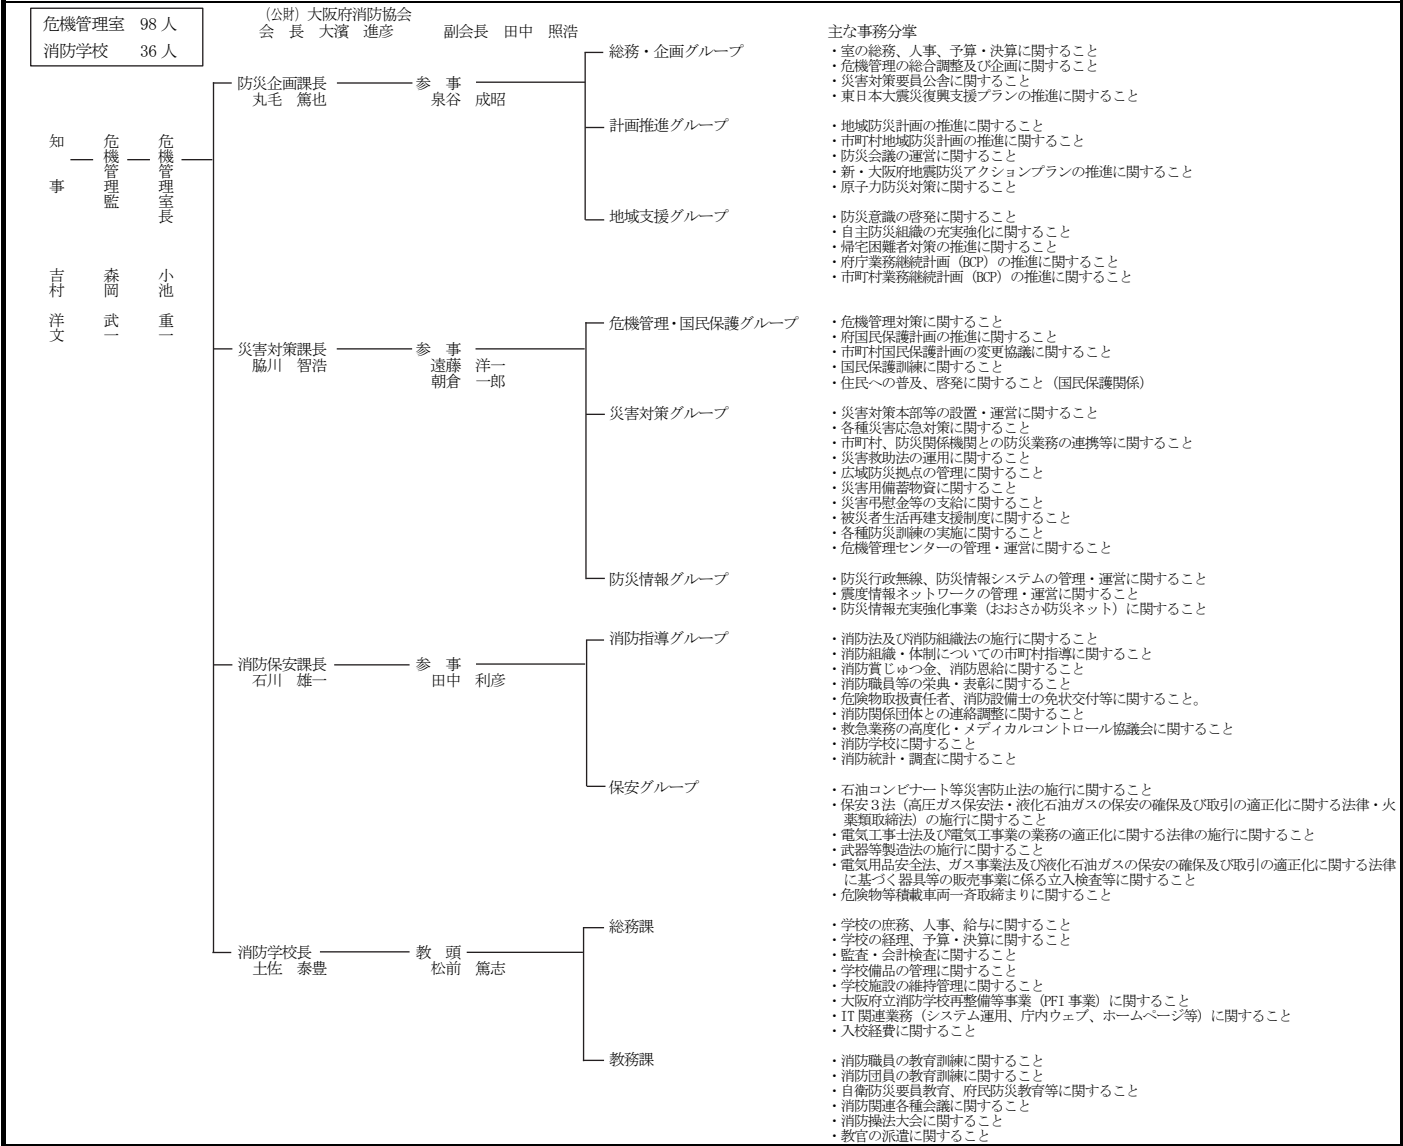 危機管理室 98 人
消防学校 36 人
(公財) 大阪府消防協会
会 長 大濱 進彦 副会長 田中 照浩
主な事務分掌
知 事 吉村 洋文
危機管理監 森岡 武一
危機管理室長 小池 重一
防災企画課長
丸毛 篤也
参 事
泉谷 成昭
総務・企画グループ
・室の総務、人事、予算・決算に関すること
・危機管理の総合調整及び企画に関すること
・災害対策要員公舎に関すること
・東日本大震災復興支援プランの推進に関すること
計画推進グループ
・地域防災計画の推進に関すること
・市町村地域防災計画の推進に関すること
・防災会議の運営に関すること
・新・大阪府地震防災アクションプランの推進に関すること
・原子力防災対策に関すること
地域支援グループ
・防災意識の啓発に関すること
・自主防災組織の充実強化に関すること
・帰宅困難者対策の推進に関すること
・府庁業務継続計画（BCP）の推進に関すること
・市町村業務継続計画（BCP）の推進に関すること
災害対策課長
脇川 智浩
参 事
遠藤 洋一
朝倉 一郎
危機管理・国民保護グループ
・危機管理対策に関すること
・府国民保護計画の推進に関すること
・市町村国民保護計画の変更協議に関すること
・国民保護訓練に関すること
・住民への普及、啓発に関すること（国民保護関係）
災害対策グループ
・災害対策本部等の設置・運営に関すること
・各種災害応急対策に関すること
・市町村、防災関係機関との防災業務の連携等に関すること
・災害救助法の運用に関すること
・広域防災拠点の管理に関すること
・災害用備蓄物資に関すること
・災害弔慰金等の支給に関すること
・被災者生活再建支援制度に関すること
・各種防災訓練の実施に関すること
・危機管理センターの管理・運営に関すること
防災情報グループ
・防災行政無線、防災情報システムの管理・運営に関すること
・震度情報ネットワークの管理・運営に関すること
・防災情報充実強化事業（おおさか防災ネット）に関すること
消防保安課長
石川 雄一
参 事
田中 利彦
消防指導グループ
・消防法及び消防組織法の施行に関すること
・消防組織・体制についての市町村指導に関すること
・消防賞じゅつ金、消防恩給に関すること
・消防職員等の栄典・表彰に関すること
・危険物取扱責任者、消防設備士の免状交付等に関すること。
・消防関係団体との連絡調整に関すること
・救急業務の高度化・メディカルコントロール協議会に関すること
・消防学校に関すること
・消防統計・調査に関すること
保安グループ
・石油コンビナート等災害防止法の施行に関すること
・保安３法（高圧ガス保安法・液化石油ガスの保安の確保及び取引の適正化に関する法律・火
薬類取締法）の施行に関すること
・電気工事士法及び電気工事業の業務の適正化に関する法律の施行に関すること
・武器等製造法の施行に関すること
・電気用品安全法、ガス事業法及び液化石油ガスの保安の確保及び取引の適正化に関する法律
に基づく器具等の販売事業に係る立入検査等に関すること
・危険物等積載車両一斉取締まりに関すること
消防学校長
土佐 泰豊
教 頭
松前 篤志
総務課
・学校の庶務、人事、給与に関すること
・学校の経理、予算・決算に関すること
・監査・会計検査に関すること
・学校備品の管理に関すること
・学校施設の維持管理に関すること
・大阪府立消防学校再整備等事業（PFI 事業）に関すること
・IT 関連業務（システム運用、庁内ウェブ、ホームページ等）に関すること
・入校経費に関すること
教務課
・消防職員の教育訓練に関すること
・消防団員の教育訓練に関すること
・自衛防災要員教育、府民防災教育等に関すること
・消防関連各種会議に関すること
・消防操法大会に関すること
・教官の派遣に関すること